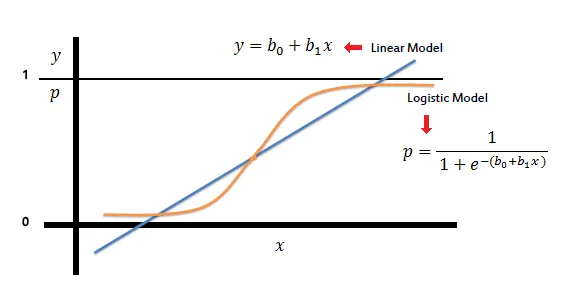 y = b₀ + b₁x
Linear Model
y
1
p
Logistic Model
p = 1 / (1 + e^−(b₀+b₁x))
0
x